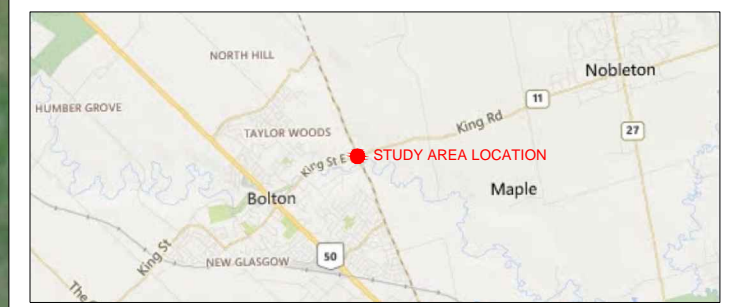 NORTH HILL
Nobleton
11
HUMBER GROVE
King Rd
27
TAYLOR WOODS
King St E
STUDY AREA LOCATION
Maple
Bolton
King St
50
NEW GLASGOW
The